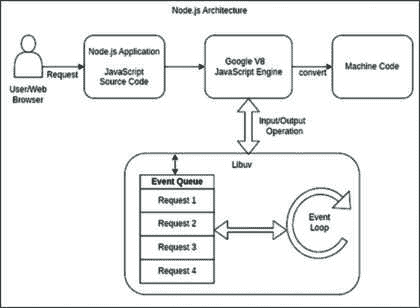 Node.js Architecture
User/Web
Browser
Request
Node.js Application
JavaScript
Source Code
Google V8
JavaScript Engine
convert
Machine Code
Input/Output
Operation
Libuv
Event Queue
Request 1
Request 2
Request 3
Request 4
Event
Loop